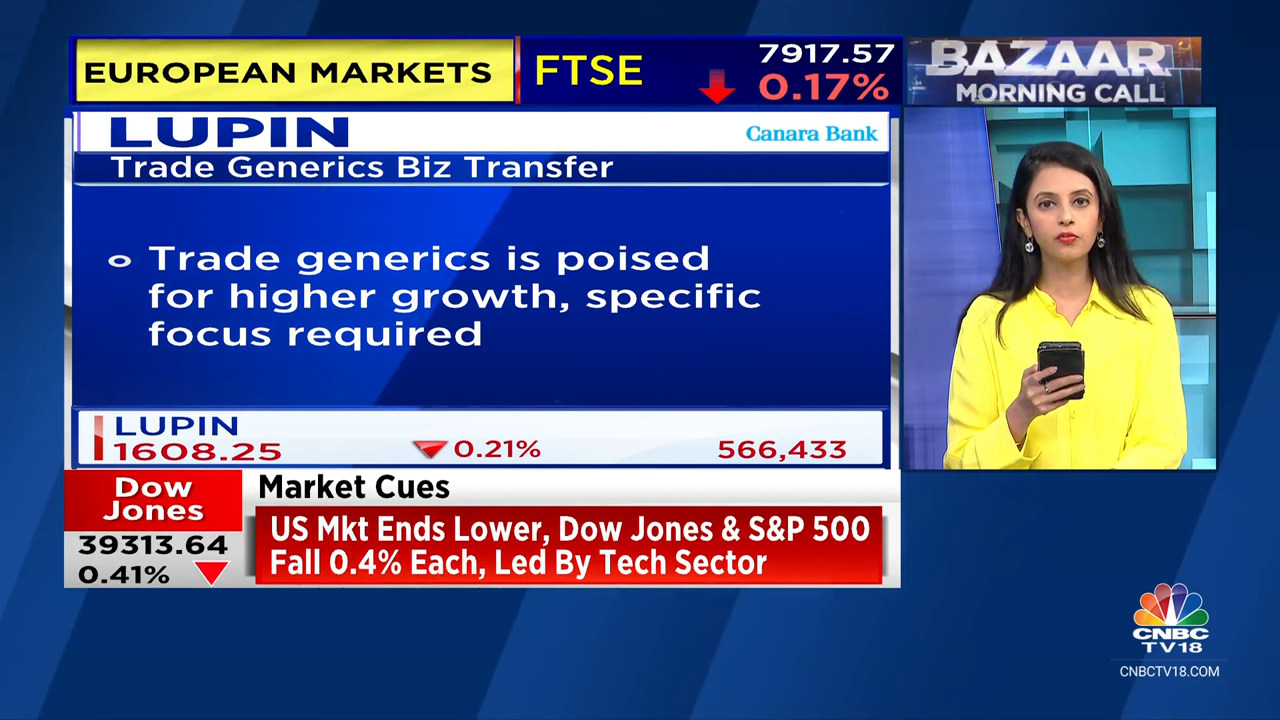 EUROPEAN MARKETS
FTSE
7917.57
0.17%
BAZAAR
MORNING CALL
LUPIN
Canara Bank
Trade Generics Biz Transfer
Trade generics is poised
for higher growth, specific
focus required
LUPIN
1608.25
0.21%
566,433
Dow
Jones
39313.64
0.41%
Market Cues
US Mkt Ends Lower, Dow Jones & S&P 500
Fall 0.4% Each, Led By Tech Sector
CNBC
TV18
CNBCTV18.COM